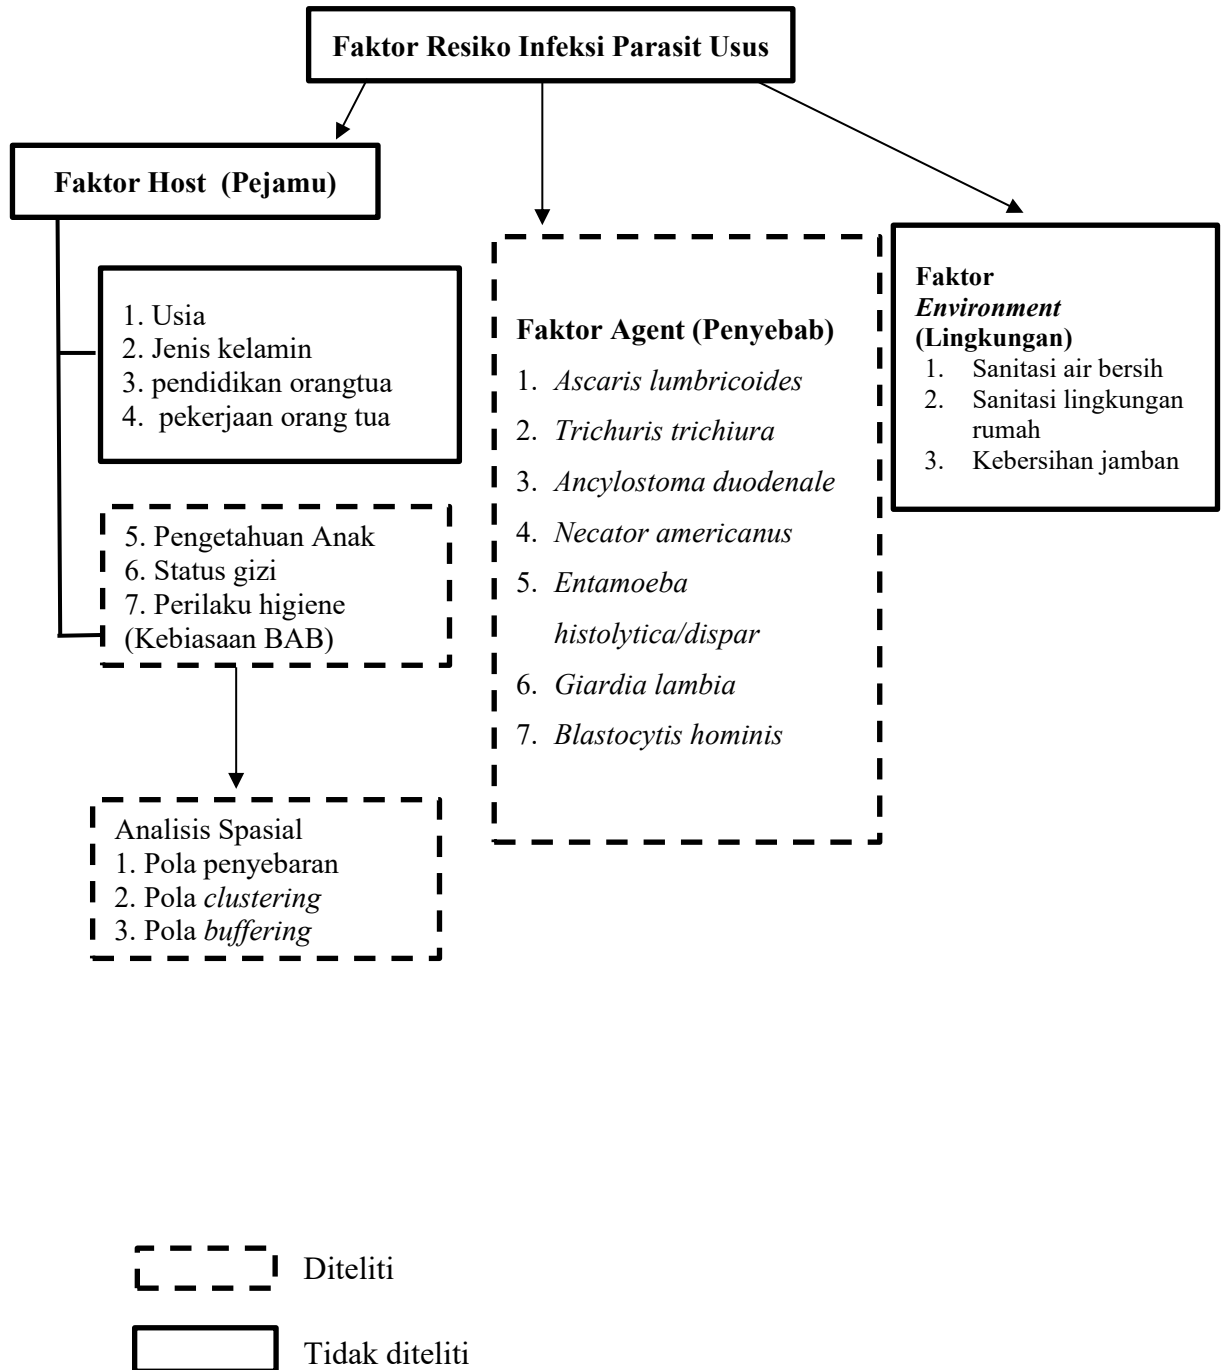 Faktor Resiko Infeksi Parasit Usus
Faktor Host (Pejamu)
1. Usia
2. Jenis kelamin
3. pendidikan orangtua
4. pekerjaan orang tua
5. Pengetahuan Anak
6. Status gizi
7. Perilaku higiene
(Kebiasaan BAB)
Analisis Spasial
1. Pola penyebaran
2. Pola clustering
3. Pola buffering
Faktor Agent (Penyebab)
1. Ascaris lumbricoides
2. Trichuris trichiura
3. Ancylostoma duodenale
4. Necator americanus
5. Entamoeba
histolytica/dispar
6. Giardia lambia
7. Blastocytis hominis
Faktor
Environment
(Lingkungan)
1. Sanitasi air bersih
2. Sanitasi lingkungan
rumah
3. Kebersihan jamban
Diteliti
Tidak diteliti